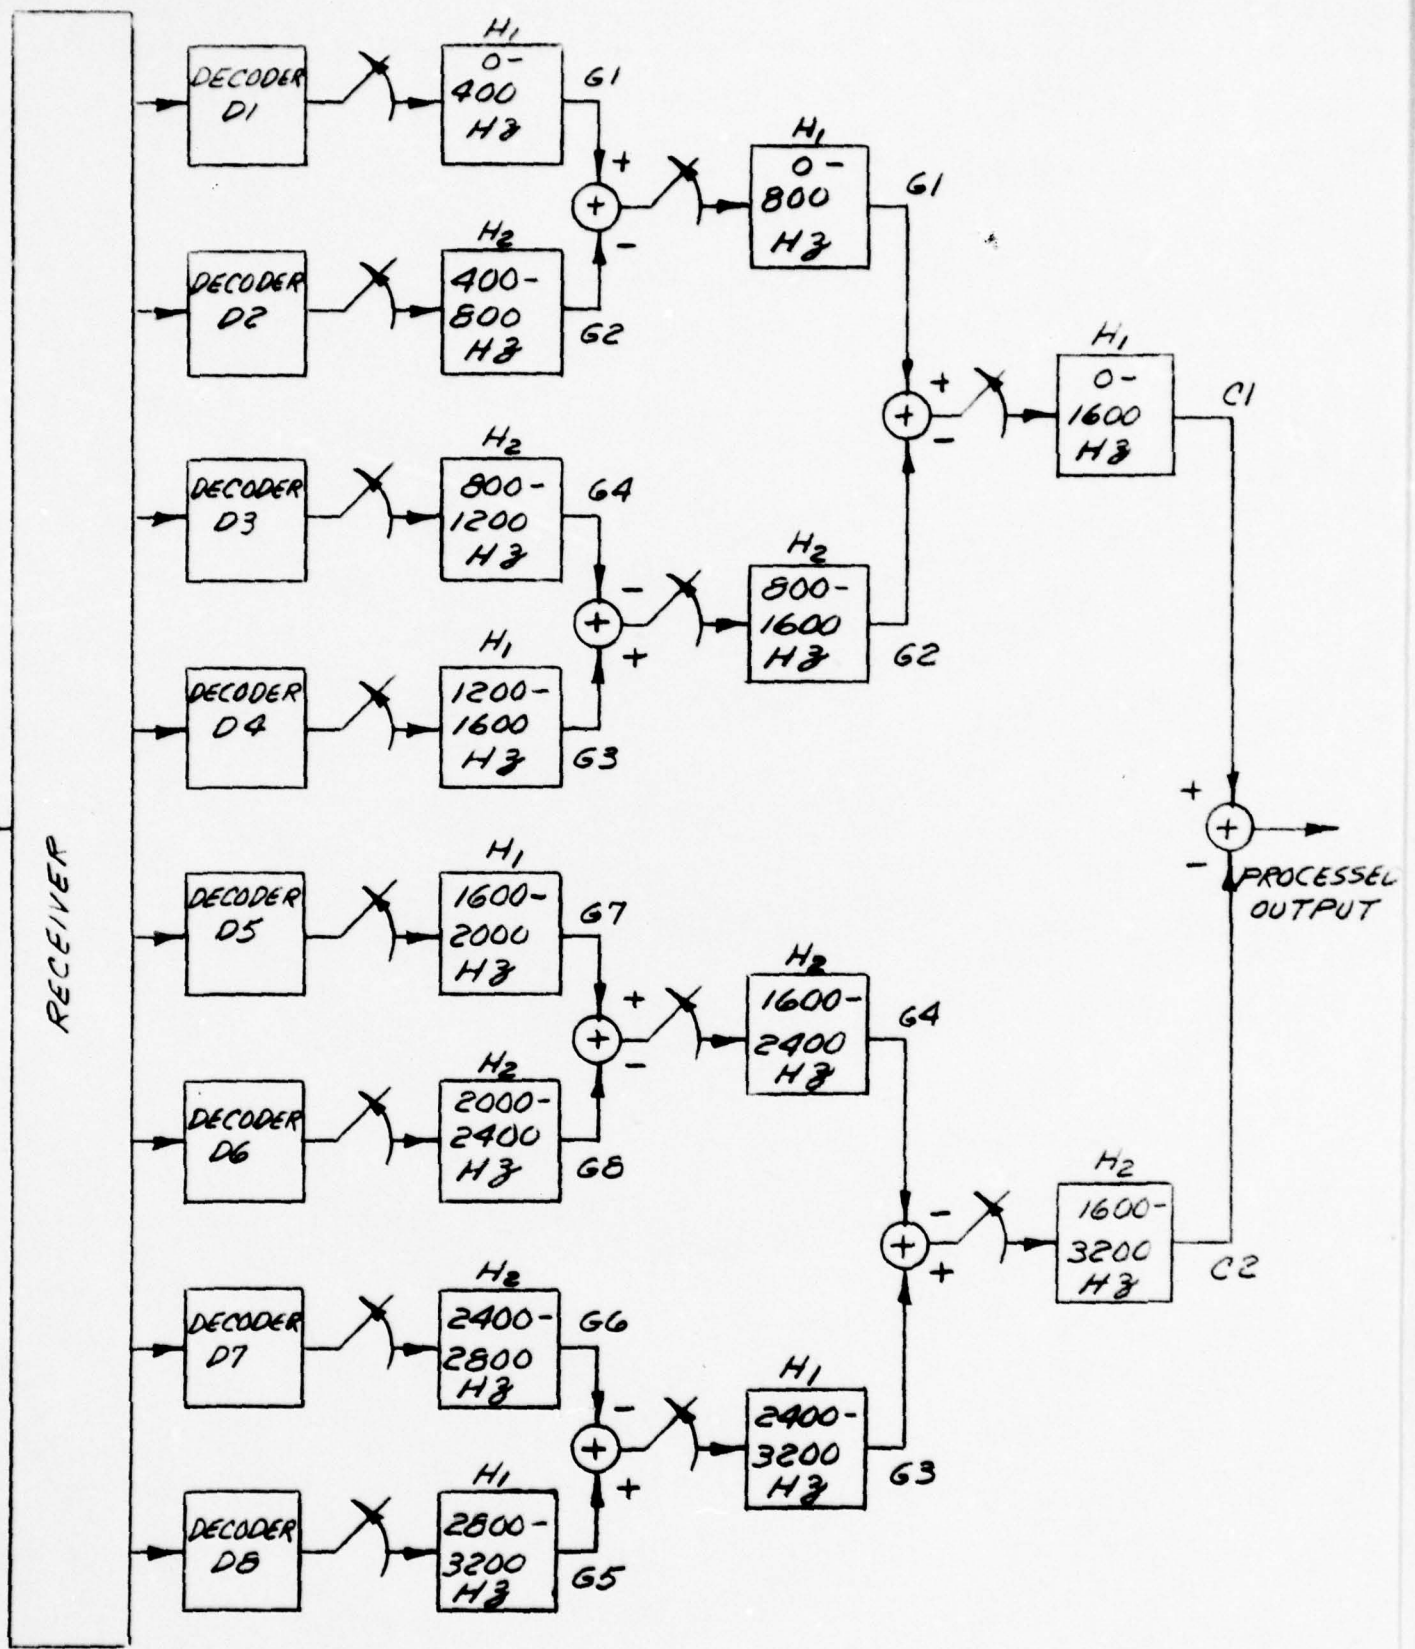 RECEIVER
DECODER
D1
H1
0-
400
Hz
G1
+
+
-
DECODER
D2
H2
400-
800
Hz
G2
DECODER
D3
H2
800-
1200
Hz
G4
-
+
+
DECODER
D4
H1
1200-
1600
Hz
G3
DECODER
D5
H1
1600-
2000
Hz
G7
+
+
-
DECODER
D6
H2
2000-
2400
Hz
G8
DECODER
D7
H2
2400-
2800
Hz
G6
-
+
+
DECODER
D8
H1
2800-
3200
Hz
G5
H1
0-
800
Hz
G1
+
+
-
H2
800-
1600
Hz
G2
H2
1600-
2400
Hz
G4
-
+
+
H1
2400-
3200
Hz
G3
H1
0-
1600
Hz
C1
+
+
-
H2
1600-
3200
Hz
C2
PROCESSED
OUTPUT